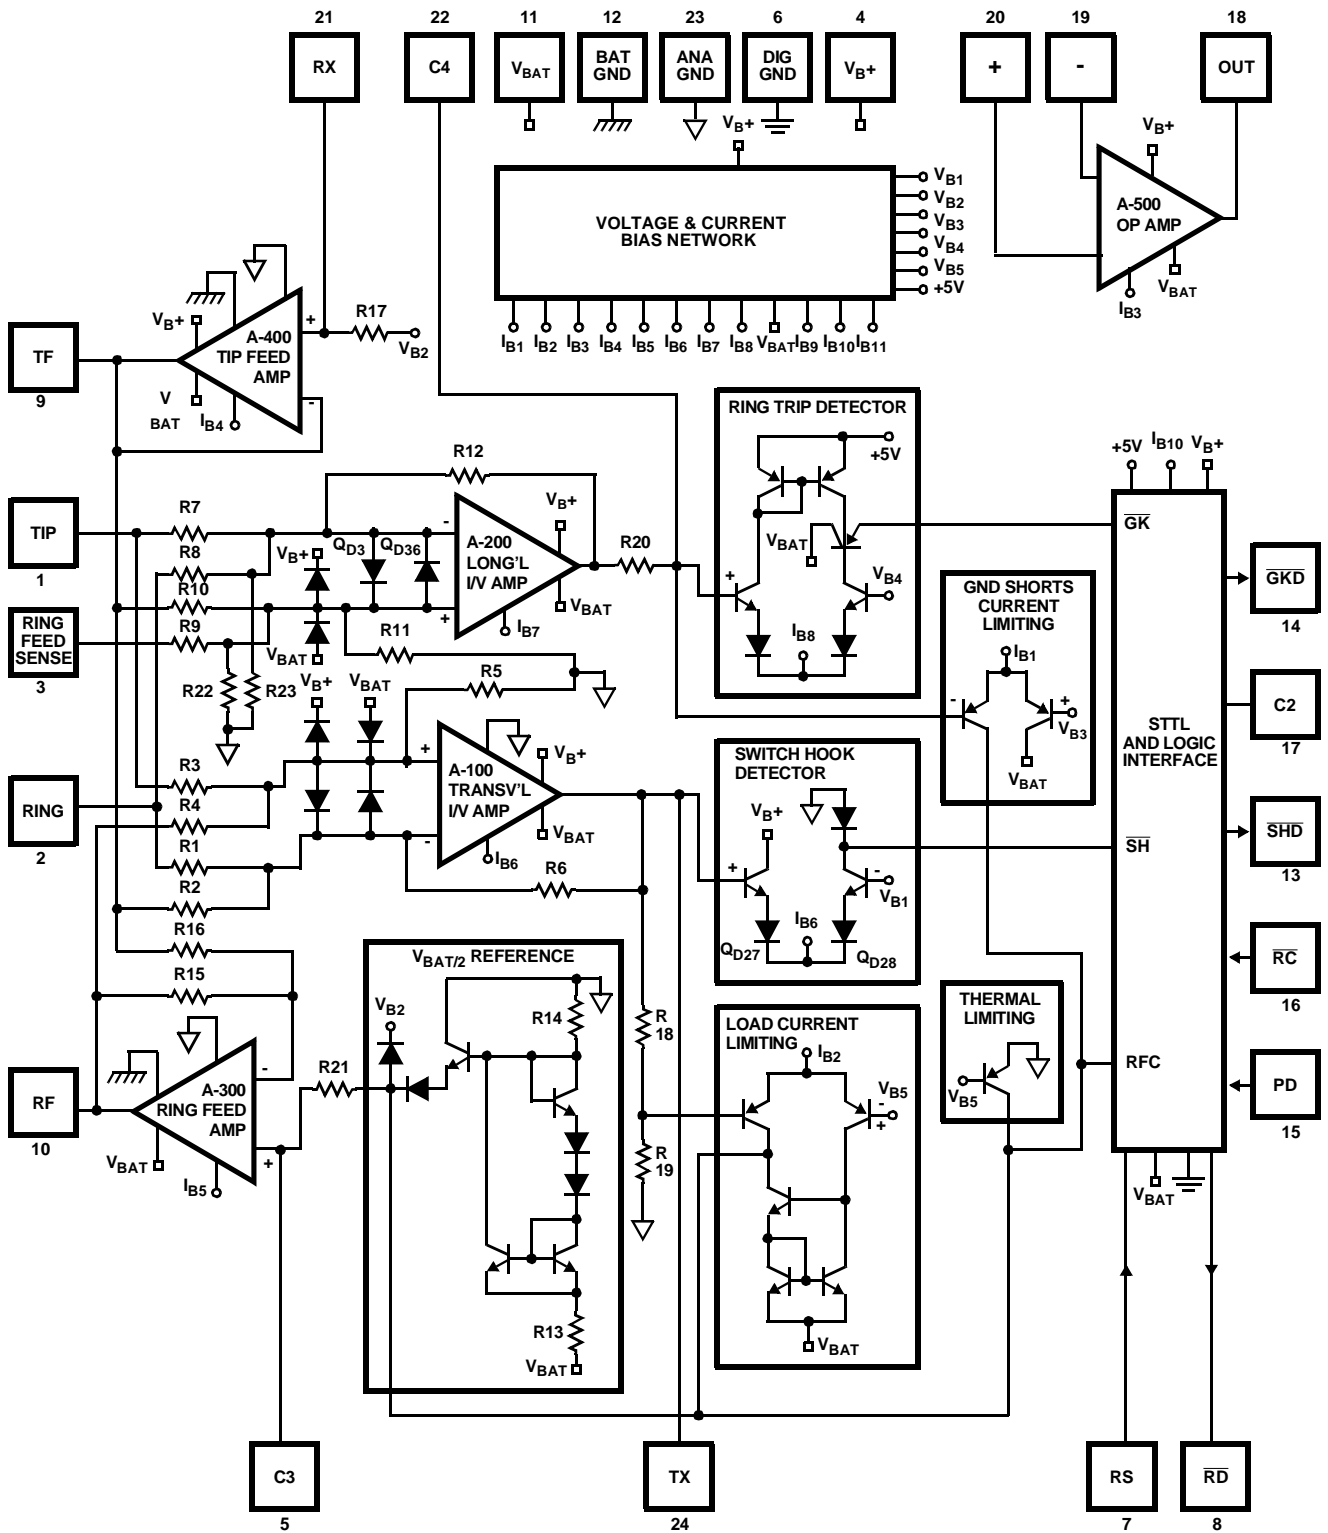 21 22 11 12 23 6 4 20 19 18
RX C4 VBAT BAT GND ANA GND DIG GND VB+ + - OUT
VB+
VB+
VOLTAGE & CURRENT
BIAS NETWORK
VB1
VB2
VB3
VB4
VB5
+5V
A-500
OP AMP
VBAT
IB3
IB1 IB2 IB3 IB4 IB5 IB6 IB7 IB8 VBAT IB9 IB10 IB11
R17
VB2
VB+
+
A-400
TIP FEED
AMP
-
V
BAT
IB4
TF
9
RING TRIP DETECTOR
+5V
VBAT
+
VB4
IB8
R12
TIP
1
R7
R8
R10
R9
RING
FEED
SENSE
3
VB+
QD3
QD36
VBAT
-
A-200
LONG'L
I/V AMP
+
VB+
VBAT
IB7
R20
R11
R5
R22
R23
VB+
VBAT
+5V
IB10
VB+
GK
GND SHORTS
CURRENT
LIMITING
IB1
-
+
VB3
VBAT
STTL
AND LOGIC
INTERFACE
GKD
14
C2
17
SHD
13
RC
16
PD
15
RING
2
R3
R4
R1
R2
R16
R15
+
A-100
TRANSV'L
I/V AMP
-
VB+
VBAT
IB6
R6
SWITCH HOOK
DETECTOR
VB+
+
-
VB1
IB6
QD27
QD28
SH
VBAT/2 REFERENCE
VB2
R14
R13
VBAT
R
18
R
19
LOAD CURRENT
LIMITING
IB2
VB5
-
+
VBAT
THERMAL
LIMITING
VB5
RFC
RF
10
-
A-300
RING FEED
AMP
+
VBAT
IB5
R21
VBAT
C3
5
TX
24
RS
7
RD
8